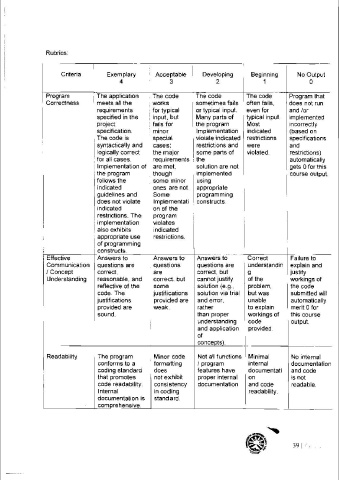 Rubrics:
Criteria Exemplary 4 Acceptable 3 Developing 2 Beginning 1 No Output 0
Program Correctness
The application meets all the requirements specified in the project specification. The code is syntactically and logically correct for all cases. Implementation of the program follows the indicated guidelines and does not violate indicated restrictions. The implementation also exhibits appropriate use of programming constructs.
The code works for typical input, but fails for minor special cases; the major requirements are met, though some minor ones are not. Some Implementati on of the program violates indicated restrictions.
The code sometimes fails or typical input. Many parts of the program Implementation violate indicated restrictions and some parts of the solution are not implemented using appropriate programming constructs.
The code often fails, even for typical input. Most indicated restrictions were violated.
Program that does not run and /or implemented incorrectly (based on specifications and restrictions) automatically gets 0 for this course output.
Effective Communication / Concept Understanding
Answers to questions are correct, reasonable, and reflective of the code. The justifications provided are sound.
Answers to questions are correct, but some justifications provided are weak.
Answers to questions are correct, but cannot justify solution (e.g., solution via trial and error, rather than proper understanding and application of concepts).
Correct understandin g of the problem, but was unable to explain workings of code provided.
Failure to explain and justify workings of the code submitted will automatically merit 0 for this course output.
Readability
The program conforms to a coding standard that promotes code readability. Internal documentation is comprehensive.
Minor code formatting does not exhibit consistency in coding standard.
Not all functions / program features have proper internal documentation
Minimal internal documentati on and code readability.
No internal documentation and code is not readable.
39 |